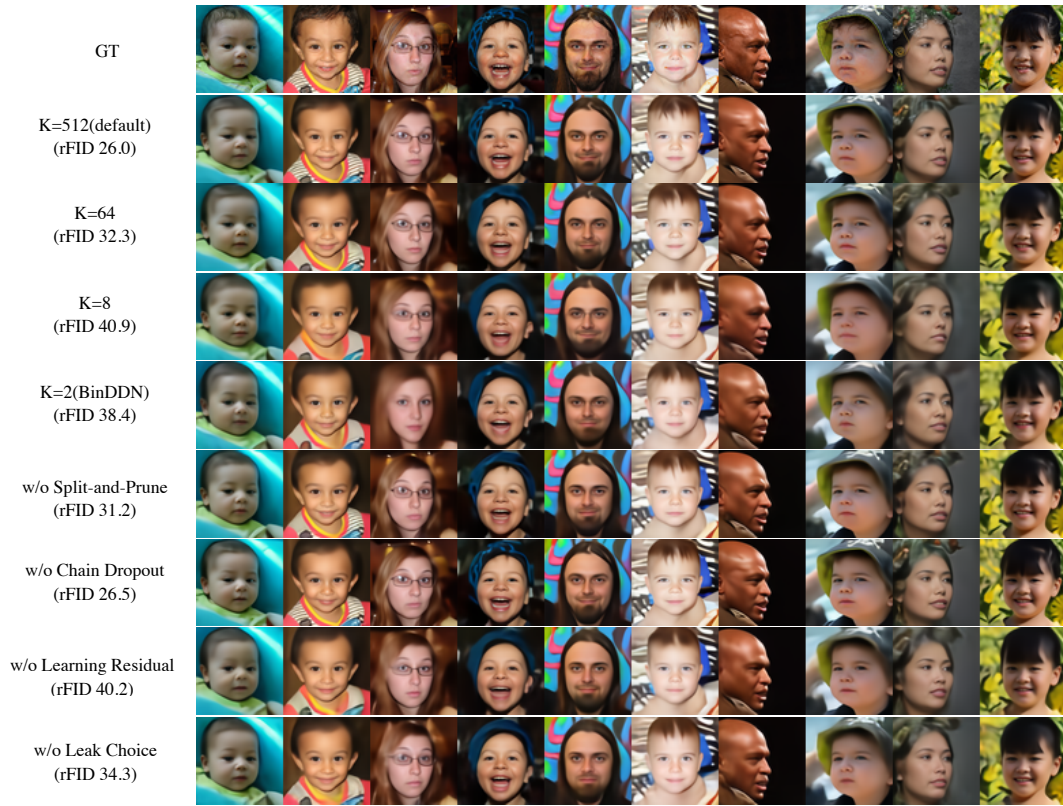 GT
K=512(default)
(rFID 26.0)
K=64
(rFID 32.3)
K=8
(rFID 40.9)
K=2(BinDDN)
(rFID 38.4)
w/o Split-and-Prune
(rFID 31.2)
w/o Chain Dropout
(rFID 26.5)
w/o Learning Residual
(rFID 40.2)
w/o Leak Choice
(rFID 34.3)